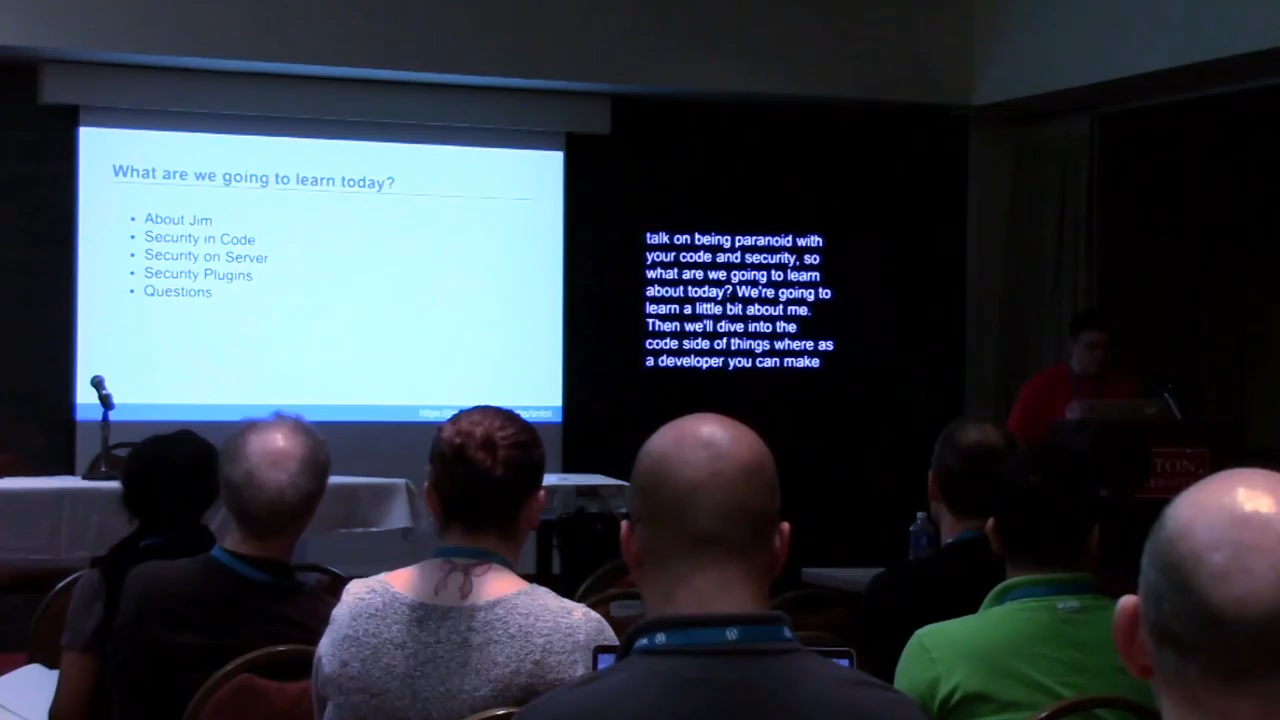 What are we going to learn today?
• About Jim
• Security in Code
• Security on Server
• Security Plugins
• Questions
talk on being paranoid with
your code and security, so
what are we going to learn
about today? We're going to
learn a little bit about me.
Then we'll dive into the
code side of things where as
a developer you can make
TON